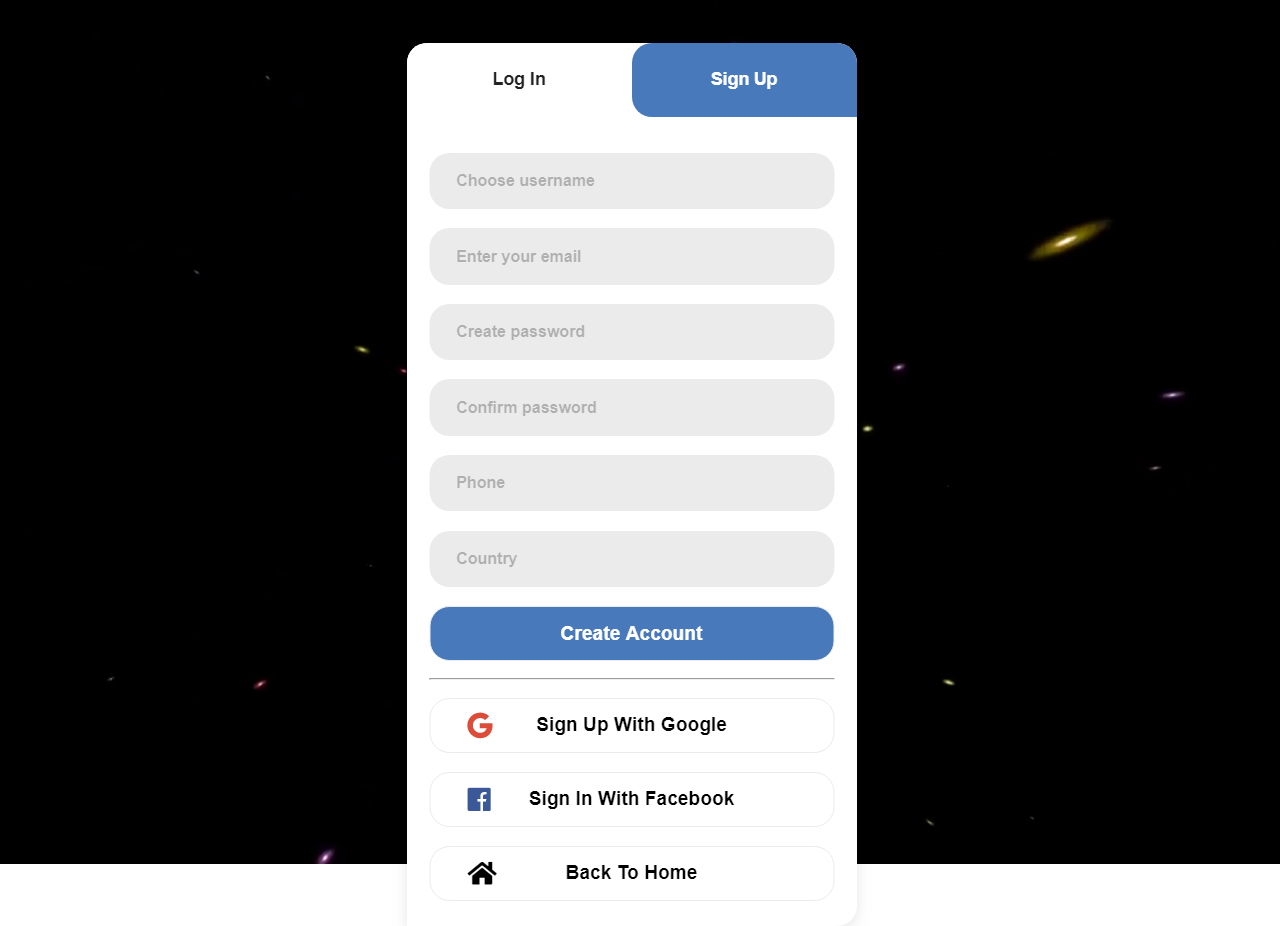 Log In
Sign Up
Choose username
Enter your email
Create password
Confirm password
Phone
Country
Create Account
Sign Up With Google
Sign In With Facebook
Back To Home